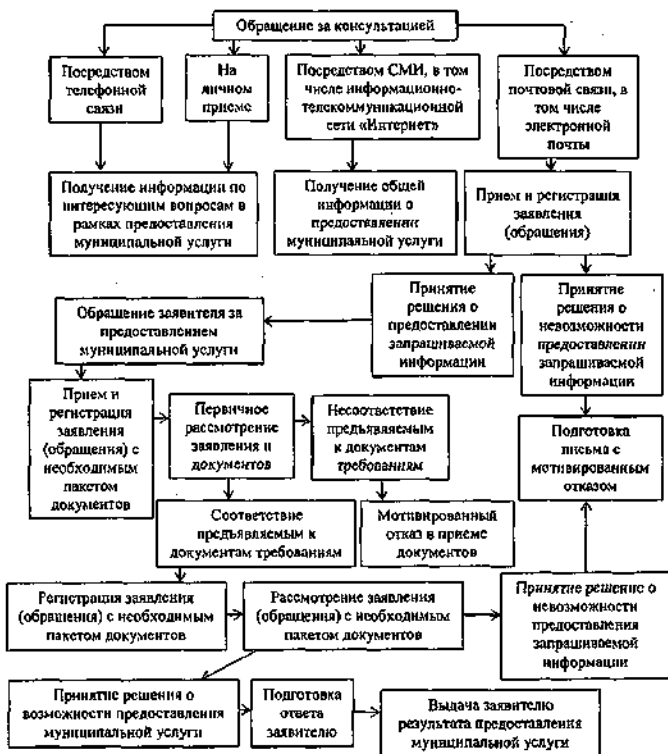 Обращение за консультацией
Посредством
телефонной
связи
На
личном
приеме
Посредством СМИ, в том
числе информационно-
телекоммуникационной
сети «Интернет»
Посредством
почтовой связи, в
том числе
электронной
почты
Получение информации по
интересующим вопросам в
рамках предоставления
муниципальной услуги
Получение общей
информации о
предоставлении
муниципальной услуги
Прием и регистрация
заявления
(обращения)
Принятие
решения о
предоставлении
запрашиваемой
информации
Принятие
решения о
невозможности
предоставлении
запрашиваемой
информации
Обращение заявителя за
предоставлением
муниципальной услуги
Прием и
регистрация
заявления
(обращения) с
необходимым
пакетом
документов
Первичное
рассмотрение
заявления и
документов
Несоответствие
предъявляемым
к документам
требованиям
Подготовка
письма с
мотивированным
отказом
Соответствие
предъявляемым к
документам требованиям
Мотивированный
отказ в приеме
документов
Регистрация заявления
(обращения) с необходимым
пакетом документов
Рассмотрение заявления
(обращения) с необходимым
пакетом документов
Принятие решение о
невозможности
предоставления
запрашиваемой
информации
Принятие решения о
возможности предоставления
муниципальной услуги
Подготовка
ответа
заявителю
Выдача заявителю
результата предоставления
муниципальной услуги